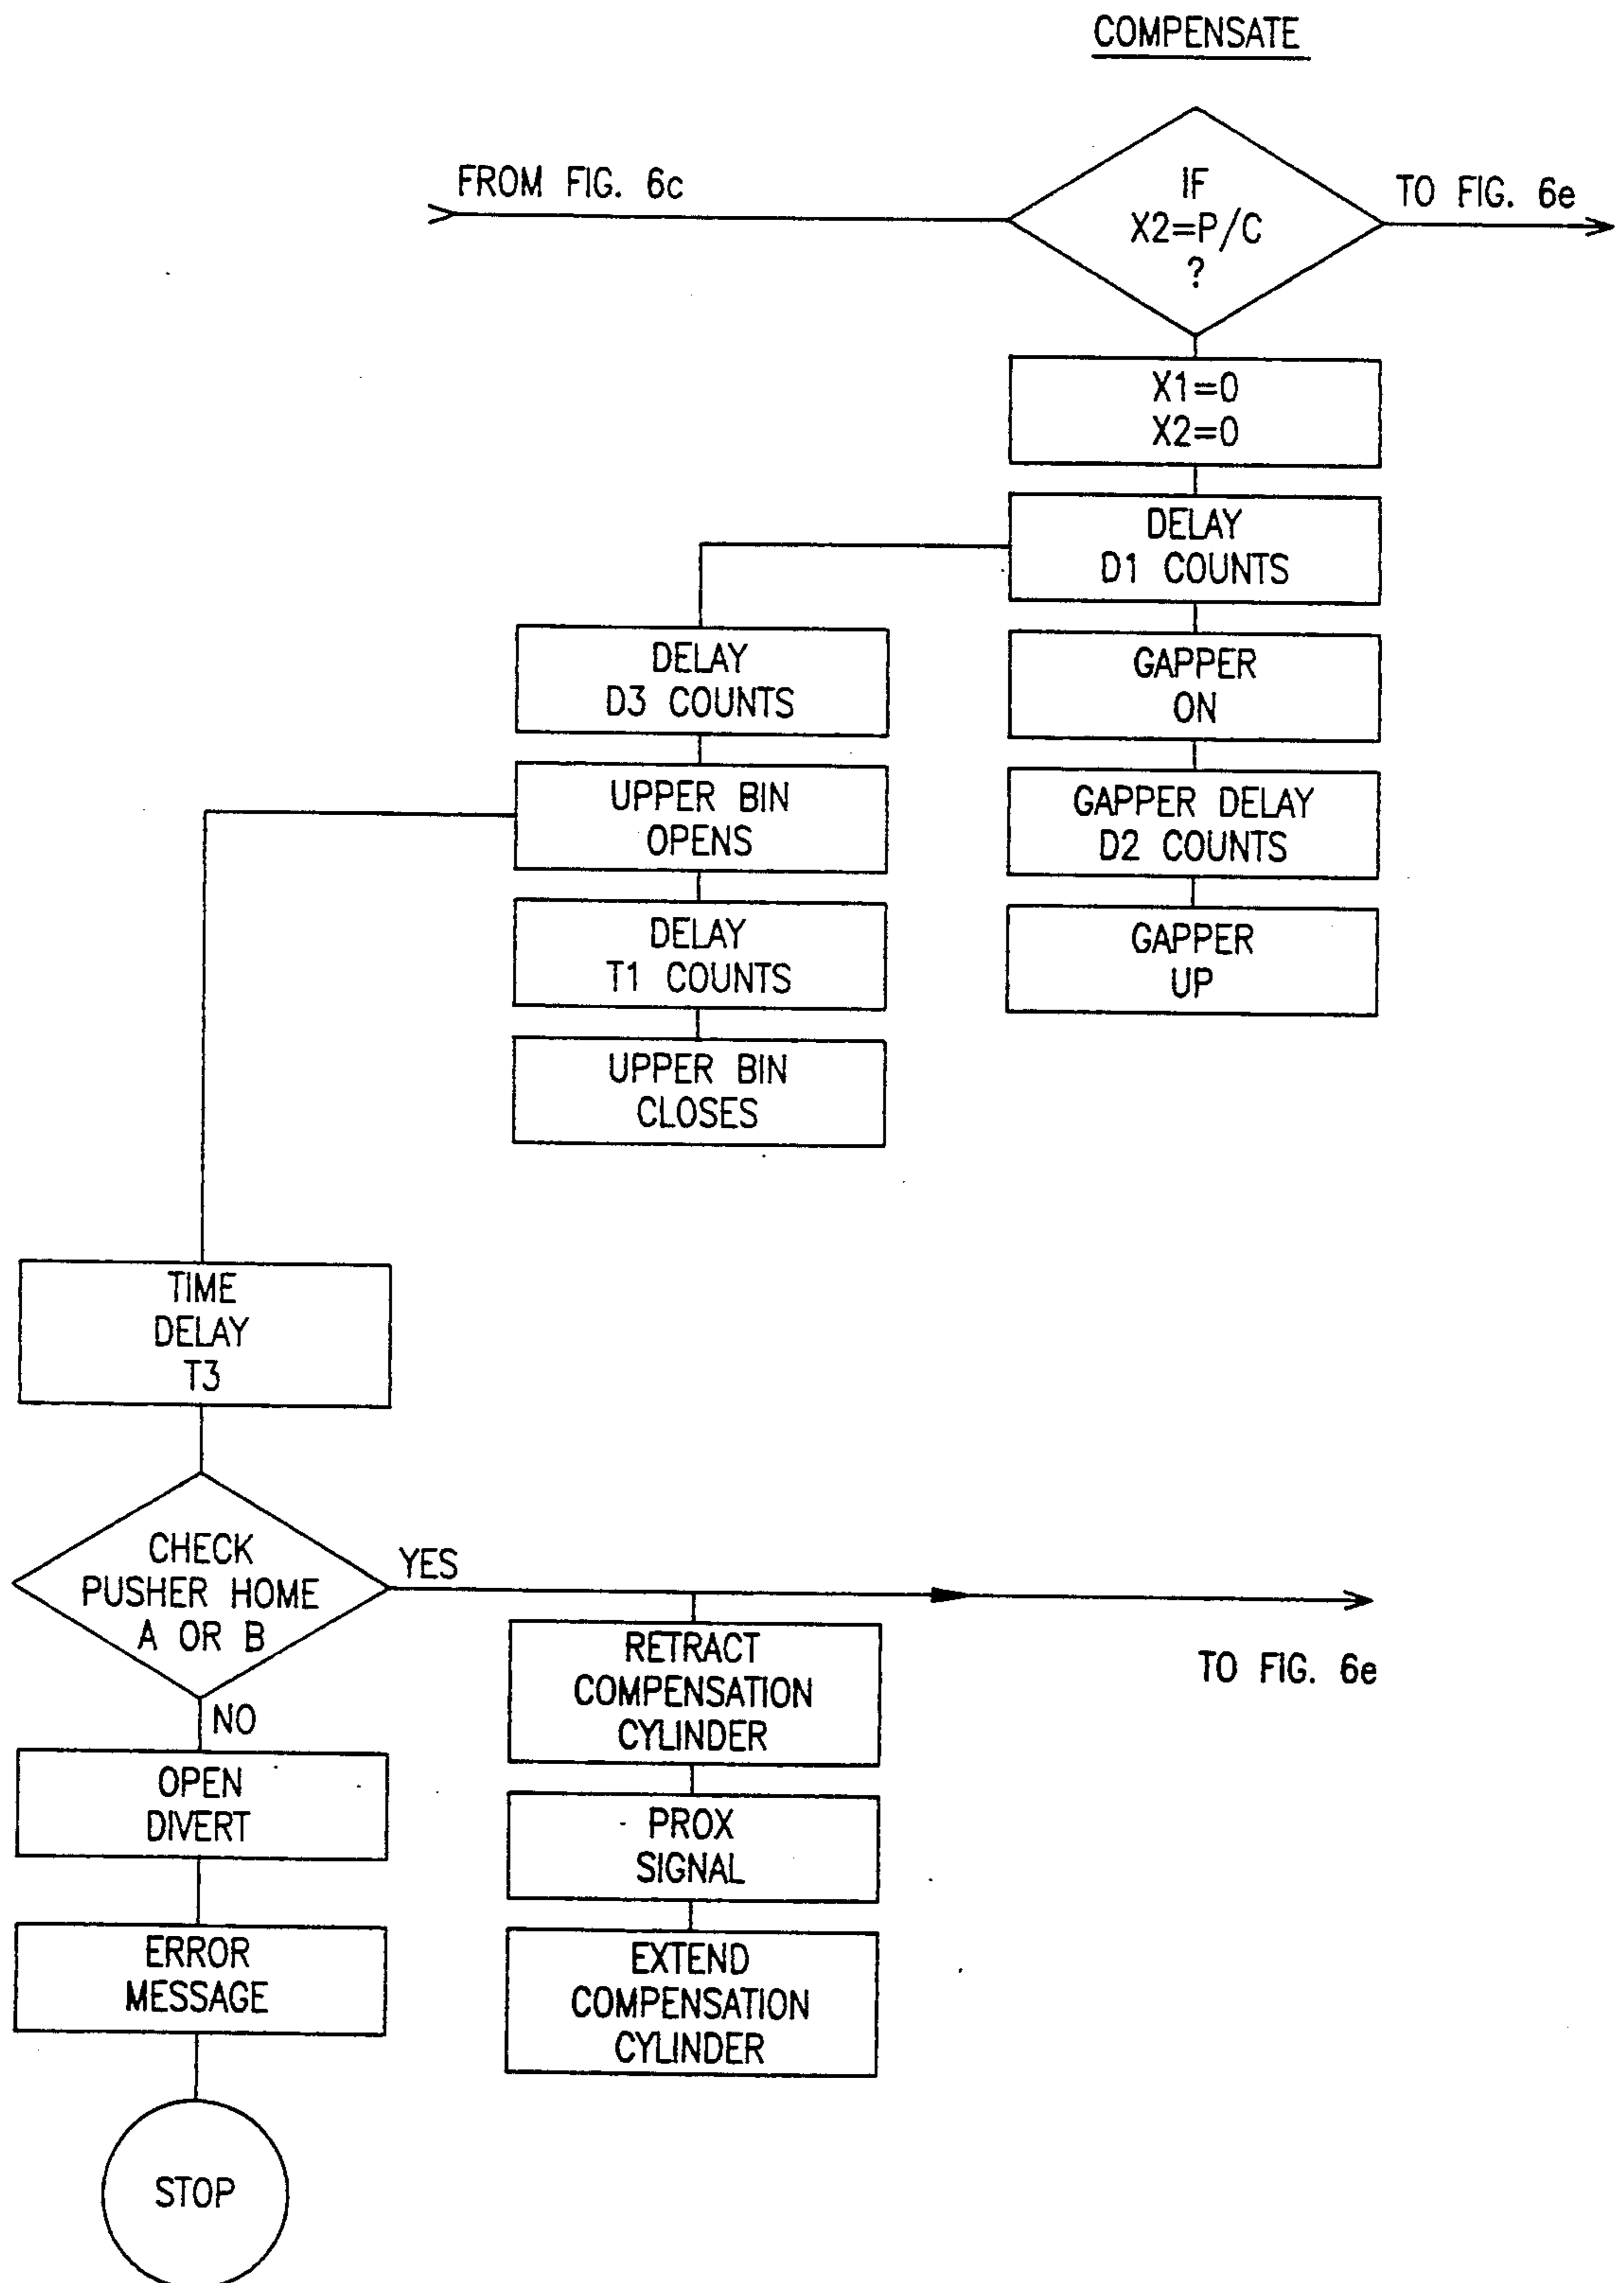 COMPENSATE
FROM FIG. 6c
IF
X2=P/C
?
TO FIG. 6e
X1=0
X2=0
DELAY
D1 COUNTS
DELAY
D3 COUNTS
GAPPER
ON
UPPER BIN
OPENS
GAPPER DELAY
D2 COUNTS
DELAY
T1 COUNTS
GAPPER
UP
UPPER BIN
CLOSES
TIME
DELAY
T3
CHECK
PUSHER HOME
A OR B
YES
TO FIG. 6e
NO
RETRACT
COMPENSATION
CYLINDER
OPEN
DIVERT
PROX
SIGNAL
ERROR
MESSAGE
EXTEND
COMPENSATION
CYLINDER
STOP